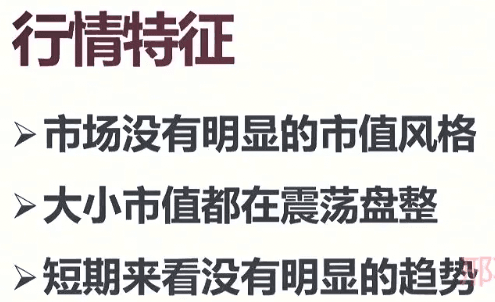 行情特征
➢市场没有明显的市值风格
➢大小市值都在震荡盘整
➢短期来看没有明显的趋势